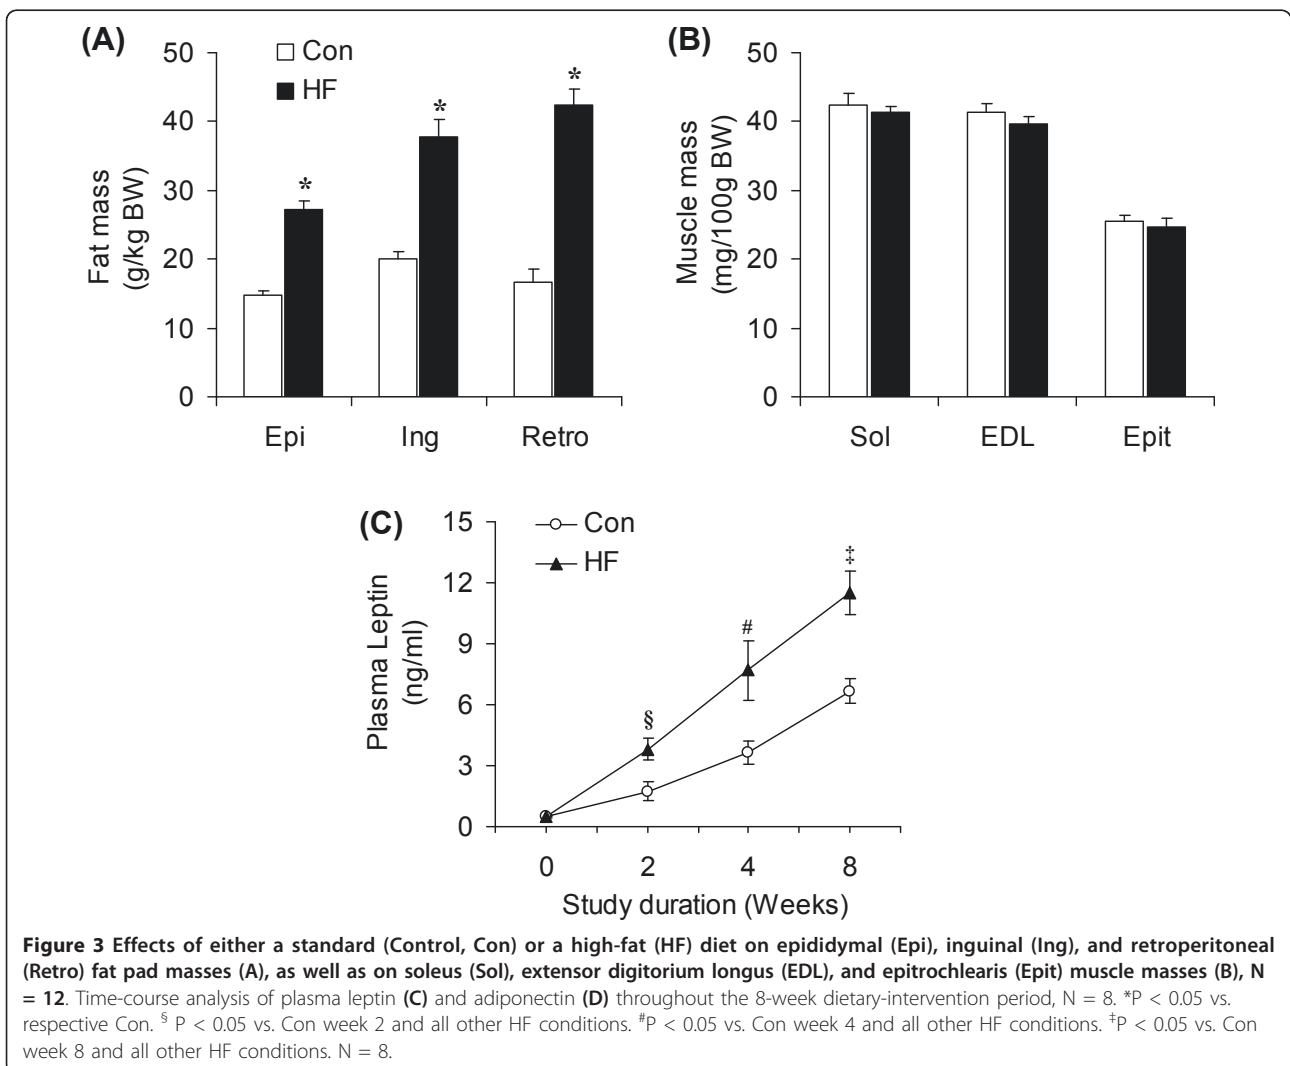 (A)
Con
HF
50
40
30
20
10
0
Fat mass
(g/kg BW)
*
*
*
Epi Ing Retro
(B)
50
40
30
20
10
0
Muscle mass
(mg/100g BW)
Sol EDL Epit
(C)
Con
HF
15
12
9
6
3
0
Plasma Leptin
(ng/ml)
§
#
‡
0 2 4 8
Study duration (Weeks)
Figure 3 Effects of either a standard (Control, Con) or a high-fat (HF) diet on epididymal (Epi), inguinal (Ing), and retroperitoneal
(Retro) fat pad masses (A), as well as on soleus (Sol), extensor digitorium longus (EDL), and epitrochlearis (Epit) muscle masses (B), N
= 12. Time-course analysis of plasma leptin (C) and adiponectin (D) throughout the 8-week dietary-intervention period, N = 8. *P < 0.05 vs.
respective Con. § P < 0.05 vs. Con week 2 and all other HF conditions. #P < 0.05 vs. Con week 4 and all other HF conditions. ‡P < 0.05 vs. Con
week 8 and all other HF conditions. N = 8.